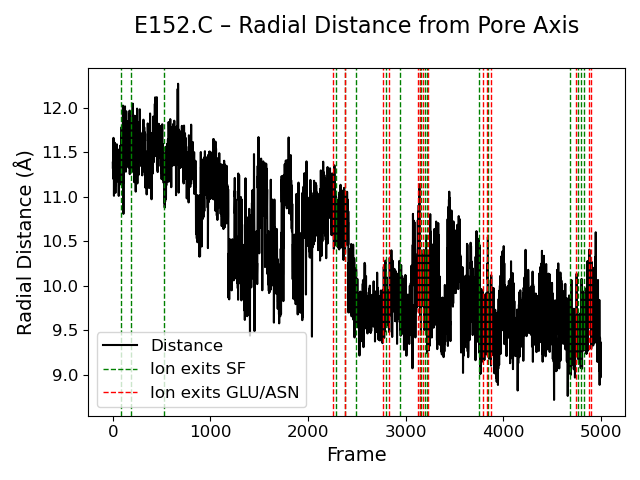 E152.C – Radial Distance from Pore Axis
Radial Distance (Å)
12.0
11.5
11.0
10.5
10.0
9.5
9.0
Distance
Ion exits SF
Ion exits GLU/ASN
0 1000 2000 3000 4000 5000
Frame